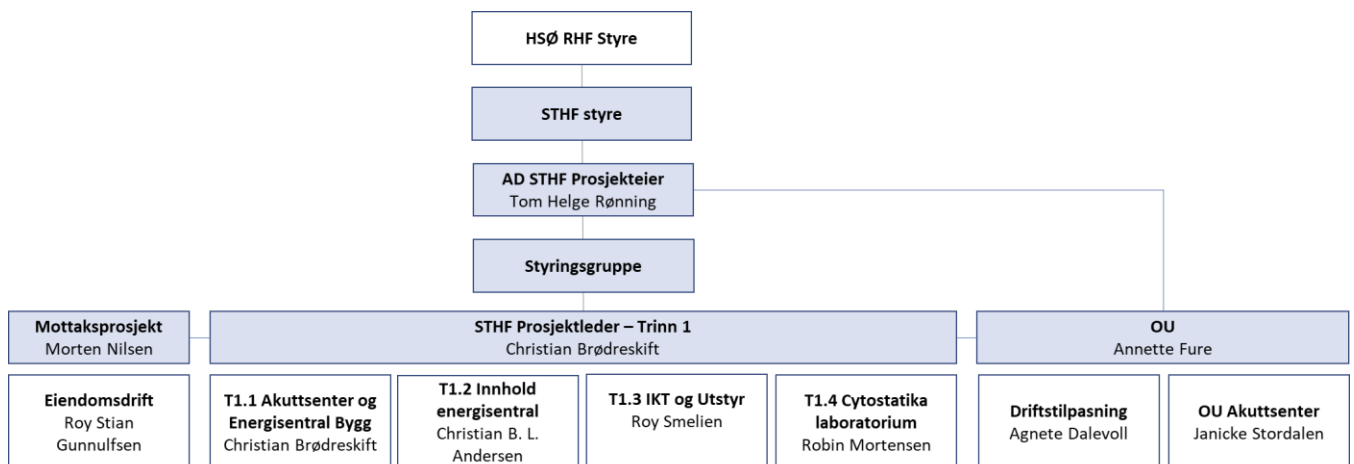 HSØ RHF Styre
STHF styre
AD STHF Prosjekteier
Tom Helge Rønning
Styringsgruppe
Mottaksprosjekt
Morten Nilsen
STHF Prosjektleder – Trinn 1
Christian Brødreskift
OU
Annette Fure
Eiendomsdrift
Roy Stian
Gunnulfsen
T1.1 Akuttsenter og
Energisentral Bygg
Christian Brødreskift
T1.2 Innhold
energisentral
Christian B. L.
Andersen
T1.3 IKT og Utstyr
Roy Smelien
T1.4 Cytostatika
laboratorium
Robin Mortensen
Driftstilpasning
Agnete Dalevoll
OU Akuttsenter
Janicke Stordalen